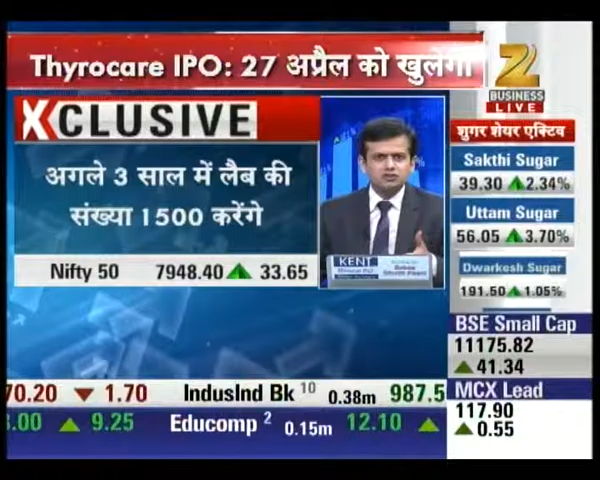 Thyrocare IPO: 27 अप्रैल को खुलेगा
Z
BUSINESS
LIVE
XCLUSIVE
अगले 3 साल में लैब की
संख्या 1500 करेंगे
Nifty 50 7948.40 33.65
KENT
शुगर शेयर एक्टिव
Sakthi Sugar
39.30 2.34%
Uttam Sugar
56.05 3.70%
Dwarkesh Sugar
191.50 1.05%
BSE Small Cap
11175.82
41.34
MCX Lead
117.90
0.55
70.20 1.70 IndusInd Bk 10 0.38m 987.5
.00 9.25 Educomp 2 0.15m 12.10